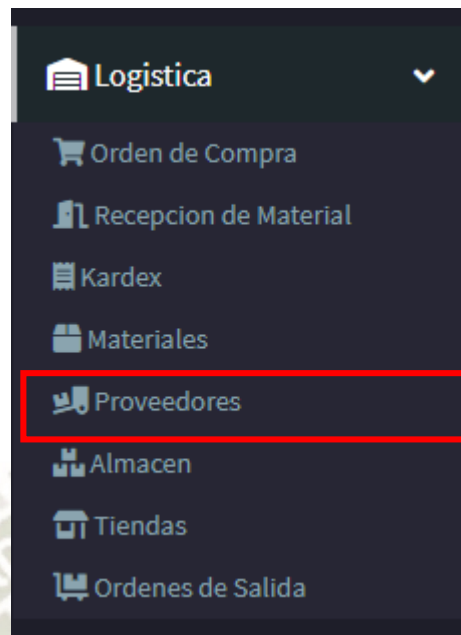 Logistica
Orden de Compra
Recepcion de Material
Kardex
Materiales
Proveedores
Almacen
Tiendas
Ordenes de Salida